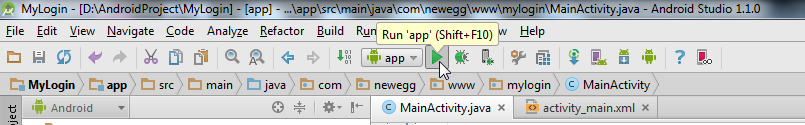 MyLogin - [D:\AndroidProject\MyLogin] - [app] - ...\app\src\main\java\com\newegg\www\mylogin\MainActivity.java - Android Studio 1.1.0
File Edit View Navigate Code Analyze Refactor Build Run
Run 'app' (Shift+F10)
app
MyLogin app src main java com newegg www mylogin MainActivity
Project
Android
MainActivity.java
activity_main.xml